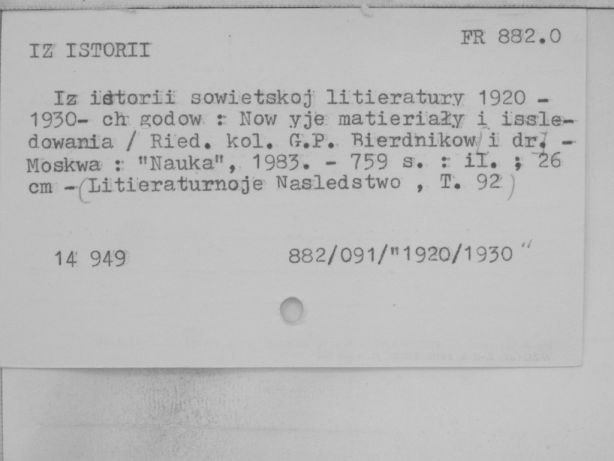 FR 882.0
IZ ISTORII
Iz istorii sowietskoj litieratury 1920 -
1930- ch godow : Now yje matieriały i issle-
dowania / Ried. kol. G.P. Bierdnikow i dr. -
Moskwa : "Nauka", 1983. - 759 s. : il. ; 26
cm - (Litieraturnoje Nasledstwo , T. 92)
14 949 882/091/"1920/1930"